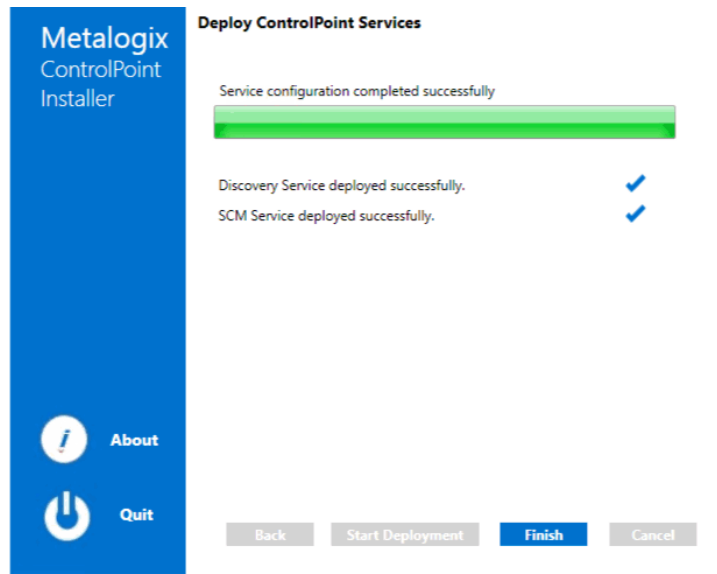 Metalogix
ControlPoint
Installer
Deploy ControlPoint Services
Service configuration completed successfully
Discovery Service deployed successfully.
SCM Service deployed successfully.
i
About
Quit
Back
Start Deployment
Finish
Cancel